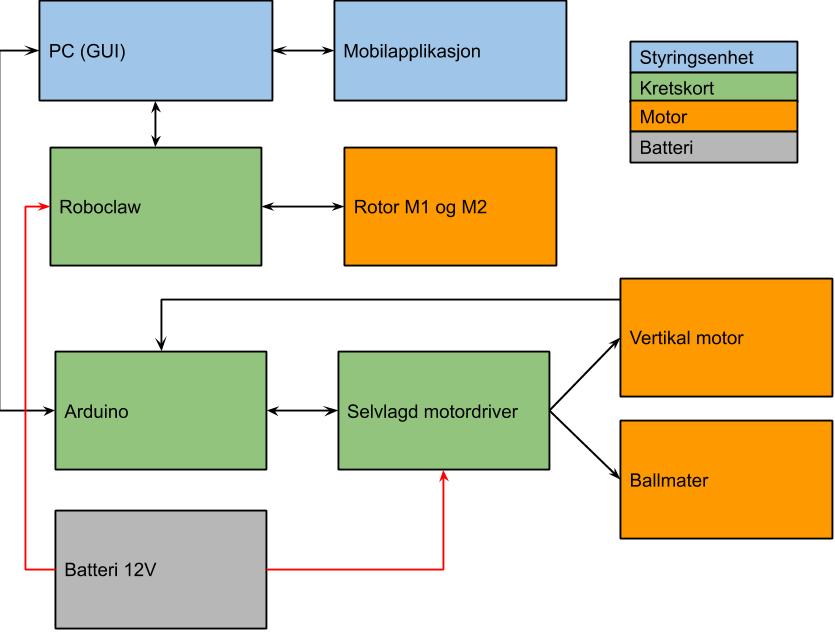 PC (GUI)
Mobilapplikasjon
Styringsenhet
Kretskort
Motor
Batteri
Roboclaw
Rotor M1 og M2
Vertikal motor
Arduino
Selvlagd motordriver
Ballmater
Batteri 12V